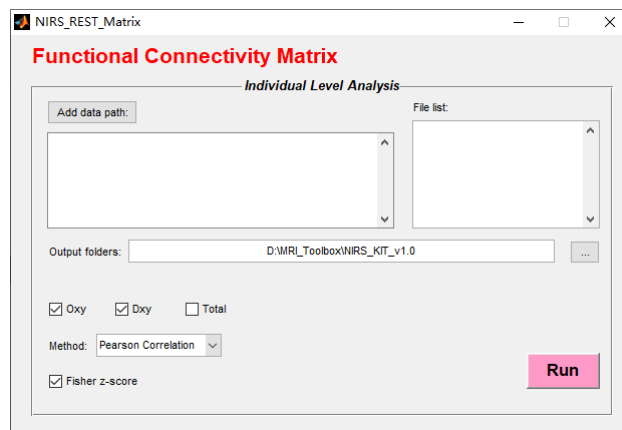 NIRS_REST_Matrix
Functional Connectivity Matrix
Individual Level Analysis
Add data path:
File list:
Output folders: D:\MRI_Toolbox\NIRS_KIT_v1.0 ...
Oxy Dxy Total
Method: Pearson Correlation
Run
Fisher z-score